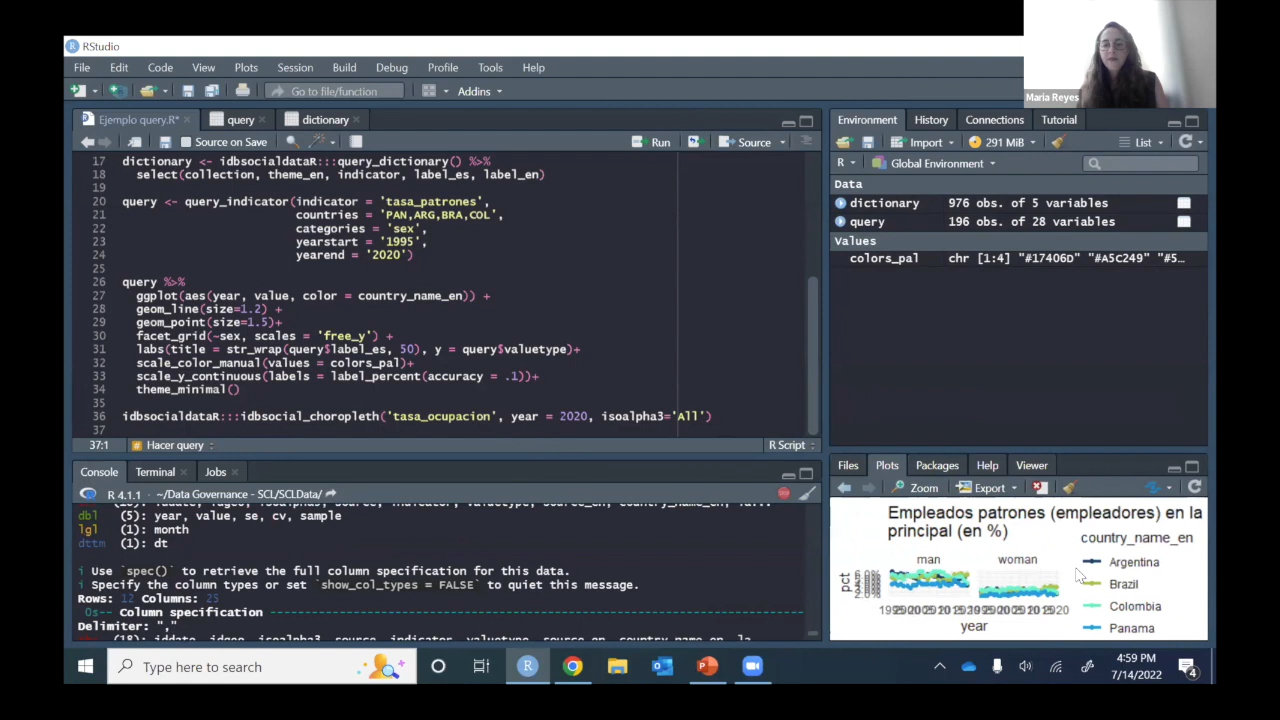 RStudio
Maria Reyes
File Edit Code View Plots Session Build Debug Profile Tools Help
Go to file/function Addins
Ejemplo query.R* query dictionary
Source on Save Run Source
17 dictionary <- idbsocialdataR:::query_dictionary() %>%
18 select(collection, theme_en, indicator, label_es, label_en)
19
20 query <- query_indicator(indicator = 'tasa_patrones',
21 countries = 'PAN,ARG,BRA,COL',
22 categories = 'sex',
23 yearstart = '1995',
24 yearend = '2020')
25
26 query %>%
27 ggplot(aes(year, value, color = country_name_en)) +
28 geom_line(size=1.2) +
29 geom_point(size=1.5)+
30 facet_grid(~sex, scales = 'free_y') +
31 labs(title = str_wrap(query$label_es, 50), y = query$valuetype)+
32 scale_color_manual(values = colors_pal)+
33 scale_y_continuous(labels = label_percent(accuracy = .1))+
34 theme_minimal()
35
36 idbsocialdataR:::idbsocial_choropleth('tasa_ocupacion', year = 2020, isoalpha3='All')
37
37:1 Hacer query R Script
Console Terminal Jobs
R 4.1.1 · ~/Data Governance - SCL/SCLData/
dbl (5): year, value, se, cv, sample
lgl (1): month
dttm (1): dt
i Use `spec()` to retrieve the full column specification for this data.
i Specify the column types or set `show_col_types = FALSE` to quiet this message.
Rows: 12 Columns: 25
0s-- Column specification
Delimiter: ","
Environment History Connections Tutorial
Import 291 MiB List
R Global Environment
Data
dictionary 976 obs. of 5 variables
query 196 obs. of 28 variables
Values
colors_pal chr [1:4] "#17406D" "#A5C249" "#5…
Files Plots Packages Help Viewer
Zoom Export
Empleados patrones (empleadores) en la
principal (en %)
country_name_en
man woman
Argentina
pct
6.0%
2.0%
Brazil
Colombia
year
Panama
Type here to search
4:59 PM
7/14/2022
4